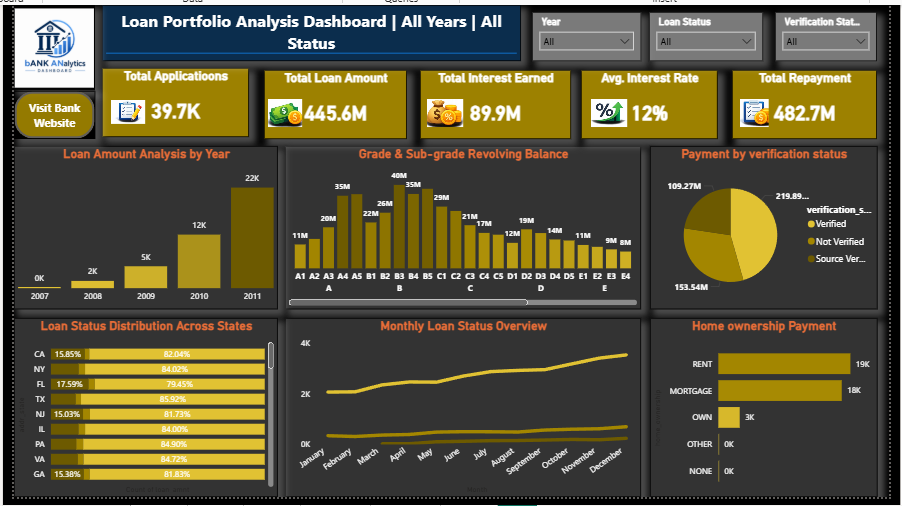 Loan Portfolio Analysis Dashboard | All Years | All
Status
bANK ANalytics
DASHBOARD
Visit Bank
Website
Year
All
Loan Status
All
Verification Stat...
All
Total Applicatioons
39.7K
Total Loan Amount
445.6M
Total Interest Earned
89.9M
Avg. Interest Rate
12%
Total Repayment
482.7M
Loan Amount Analysis by Year
0K
2K
5K
12K
22K
2007
2008
2009
2010
2011
Grade & Sub-grade Revolving Balance
11M
20M
35M
22M
26M
40M
35M
29M
21M
17M
12M
19M
14M
11M
9M
8M
A1 A2 A3 A4 A5 B1 B2 B3 B4 B5 C1 C2 C3 C4 C5 D1 D2 D3 D4 D5 E1 E2 E3 E4
A
B
C
D
E
Payment by verification status
109.27M
219.89...
153.54M
verification_s...
Verified
Not Verified
Source Ver...
Loan Status Distribution Across States
CA 15.85% 82.04%
NY 84.02%
FL 17.59% 79.45%
TX 85.92%
NJ 15.03% 81.73%
IL 84.00%
PA 84.90%
VA 84.72%
GA 15.38% 81.83%
Monthly Loan Status Overview
4K
2K
0K
January
February
March
April
May
June
July
August
September
October
November
December
Home ownership Payment
RENT 19K
MORTGAGE 18K
OWN 3K
OTHER 0K
NONE 0K